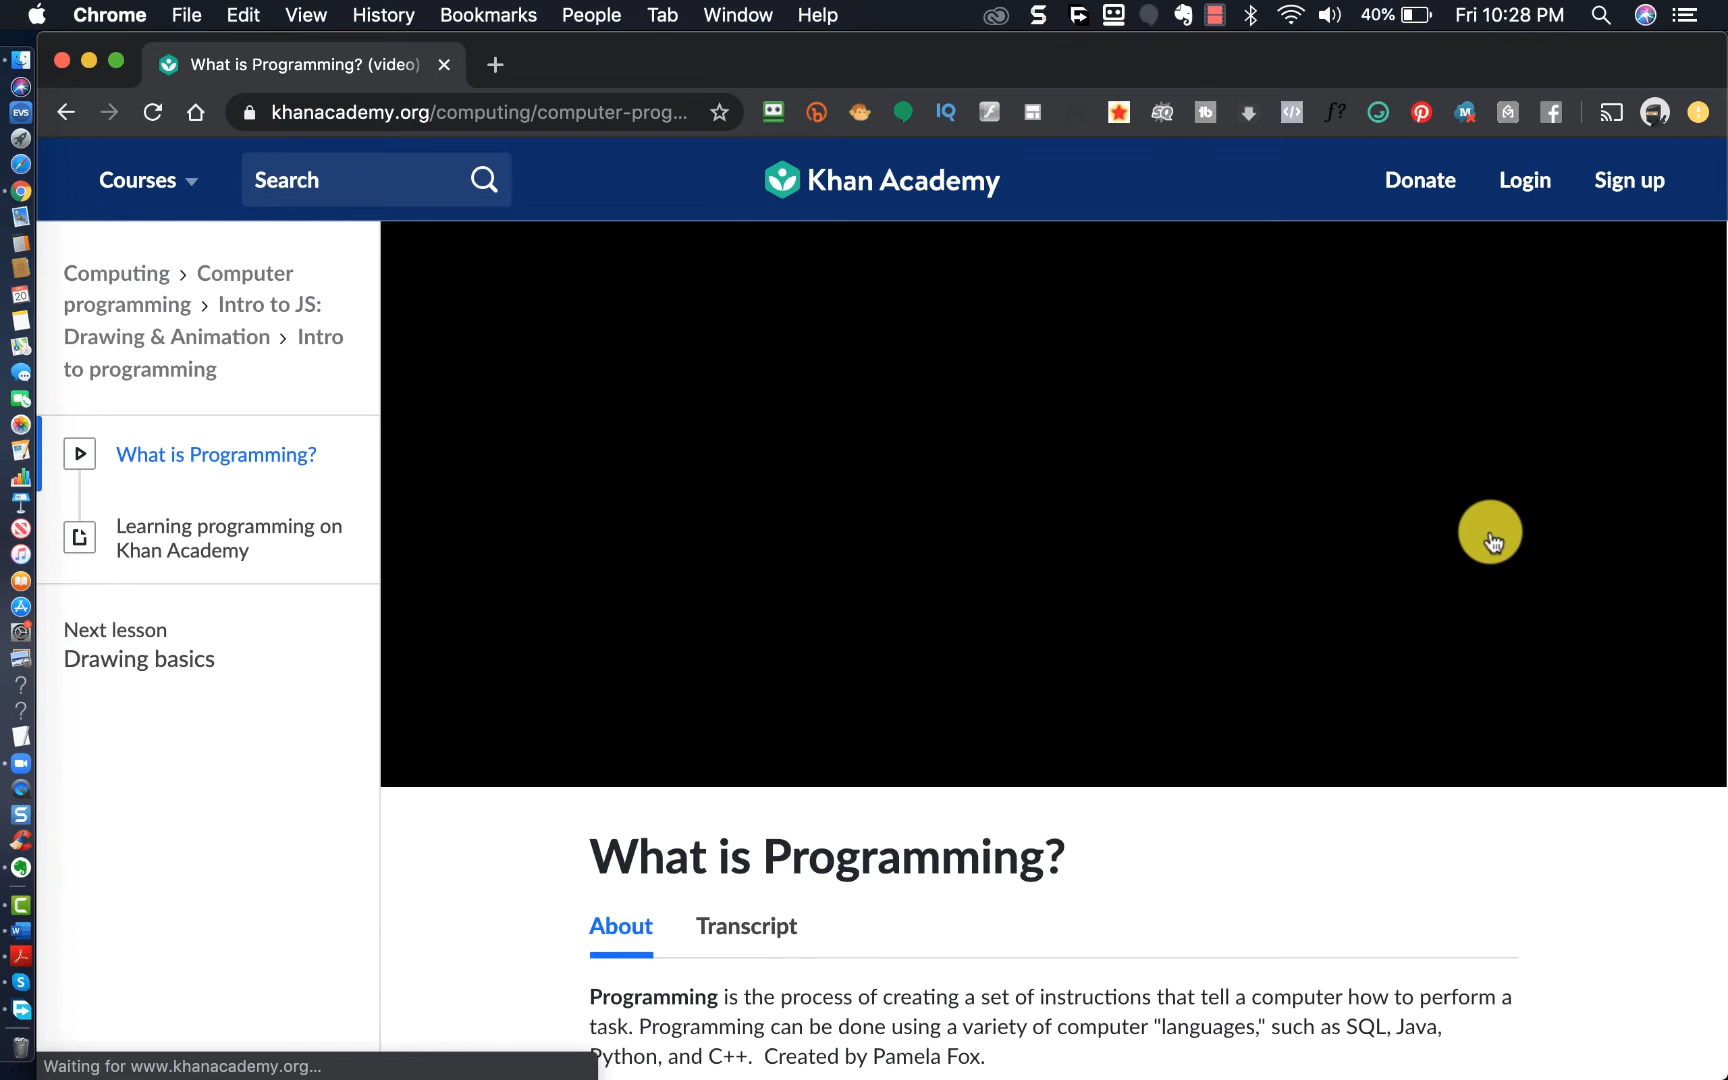 Chrome File Edit View History Bookmarks People Tab Window Help 40% Fri 10:28 PM
What is Programming? (video)
khanacademy.org/computing/computer-prog...
Courses Search Khan Academy Donate Login Sign up
Computing › Computer
programming › Intro to JS:
Drawing & Animation › Intro
to programming
What is Programming?
Learning programming on
Khan Academy
Next lesson
Drawing basics
What is Programming?
About Transcript
Programming is the process of creating a set of instructions that tell a computer how to perform a
task. Programming can be done using a variety of computer "languages," such as SQL, Java,
Python, and C++. Created by Pamela Fox.
Waiting for www.khanacademy.org...